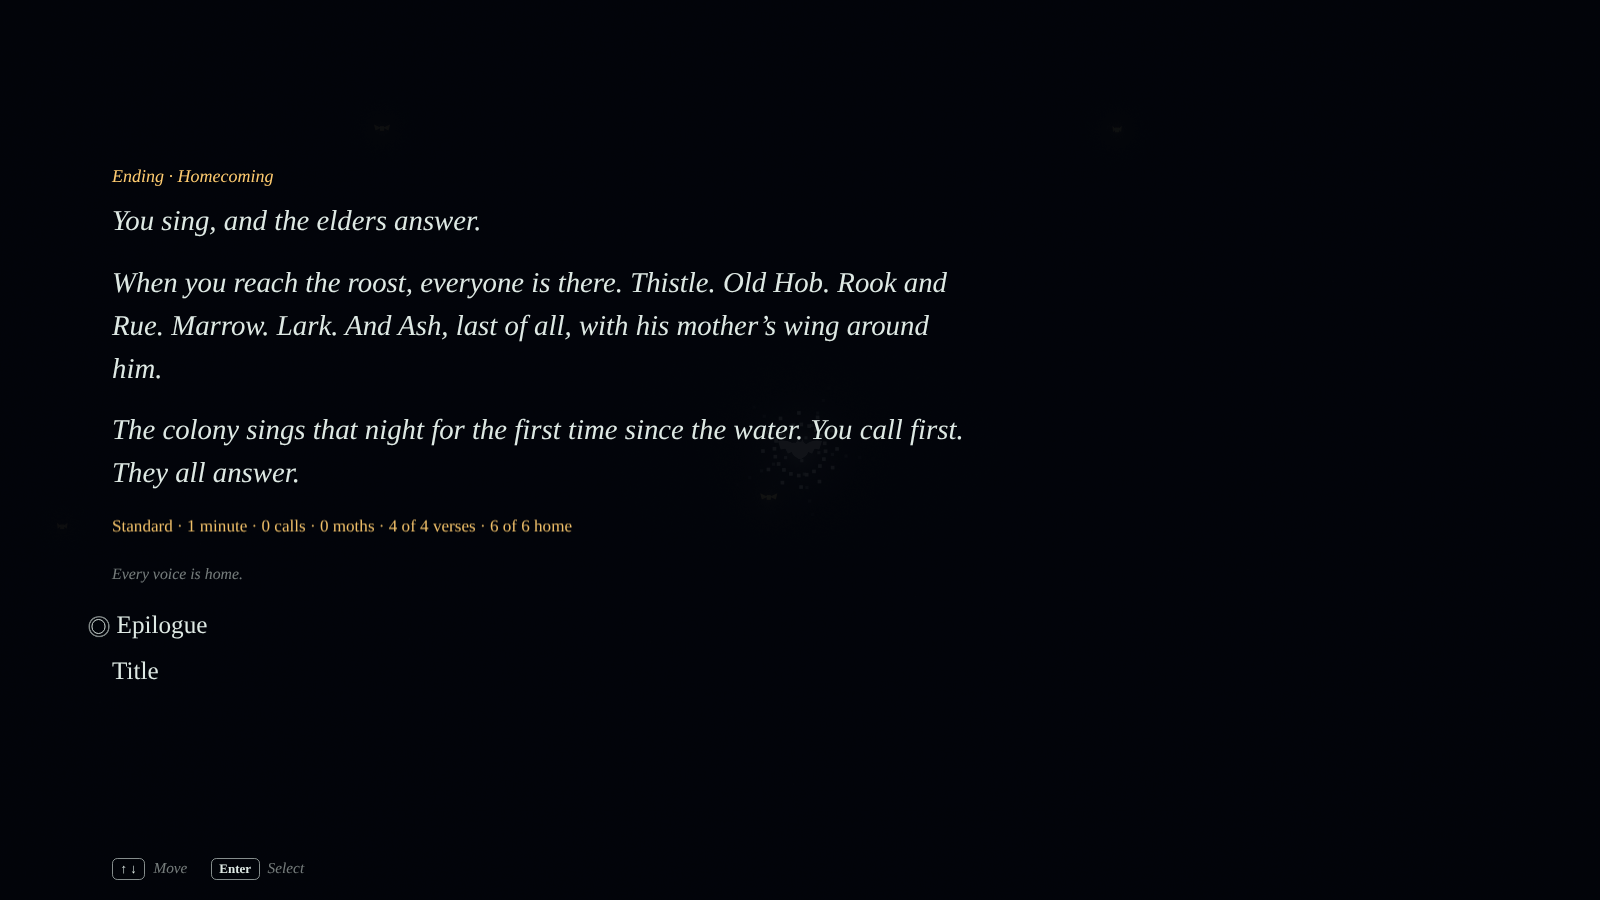 Ending · Homecoming
You sing, and the elders answer.
When you reach the roost, everyone is there. Thistle. Old Hob. Rook and
Rue. Marrow. Lark. And Ash, last of all, with his mother’s wing around
him.
The colony sings that night for the first time since the water. You call first.
They all answer.
Standard · 1 minute · 0 calls · 0 moths · 4 of 4 verses · 6 of 6 home
Every voice is home.
Epilogue
Title
↑ ↓ Move Enter Select